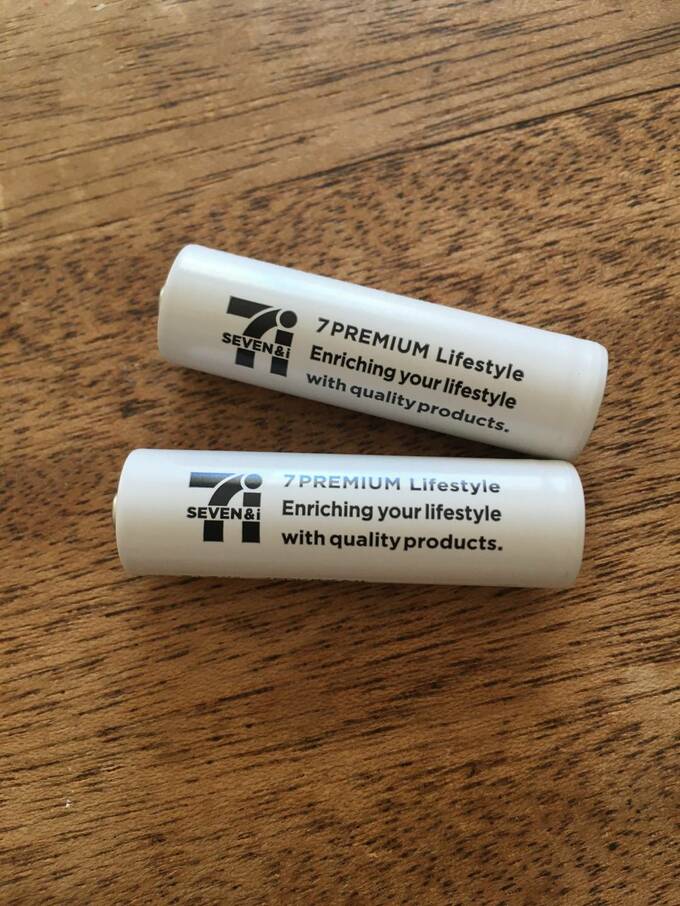 7i
SEVEN&i
7PREMIUM Lifestyle
Enriching your lifestyle
with quality products.
7i
SEVEN&i
7PREMIUM Lifestyle
Enriching your lifestyle
with quality products.